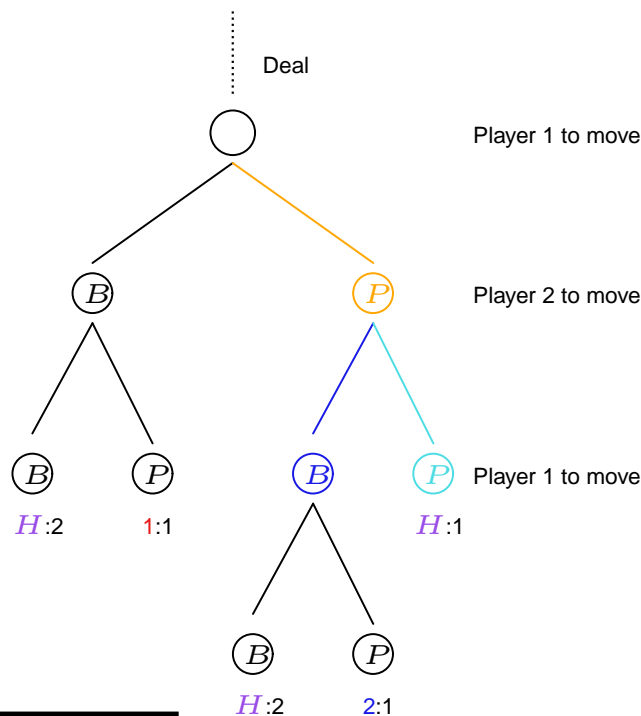 Deal
Player 1 to move
B P Player 2 to move
B P B P Player 1 to move
H:2 1:1 H:1
B P
H:2 2:1